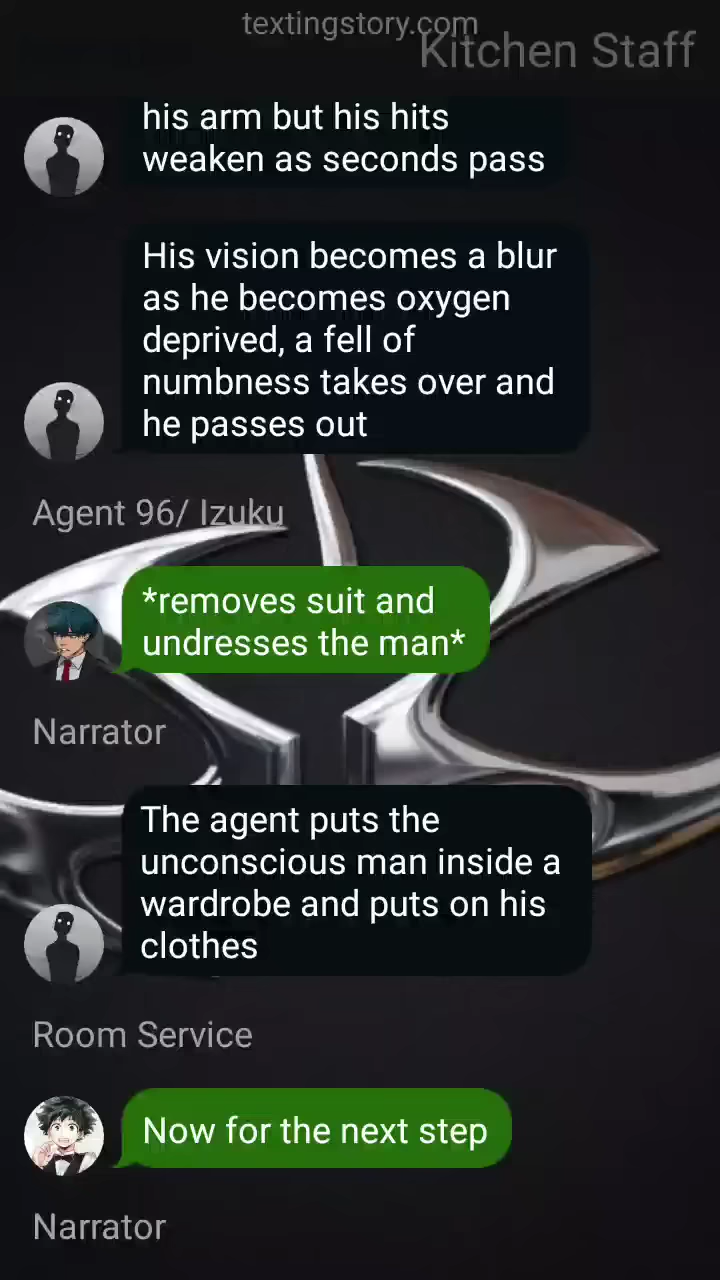 textingstory.com
Kitchen Staff
his arm but his hits
weaken as seconds pass
His vision becomes a blur
as he becomes oxygen
deprived, a fell of
numbness takes over and
he passes out
Agent 96/ Izuku
*removes suit and
undresses the man*
Narrator
The agent puts the
unconscious man inside a
wardrobe and puts on his
clothes
Room Service
Now for the next step
Narrator